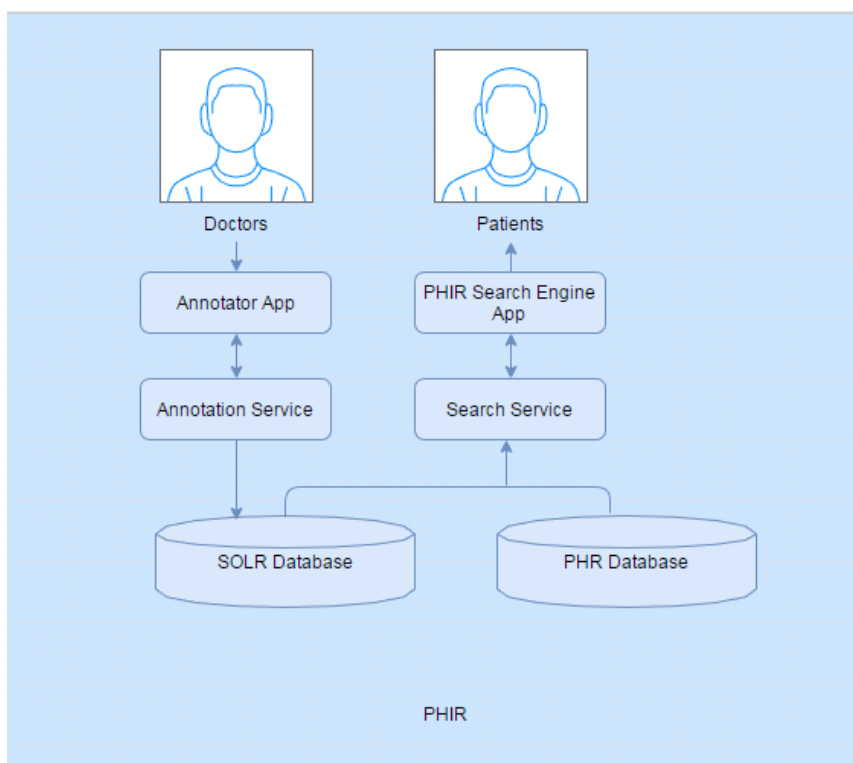 Doctors
Patients
Annotator App
PHIR Search Engine
App
Annotation Service
Search Service
SOLR Database
PHR Database
PHIR